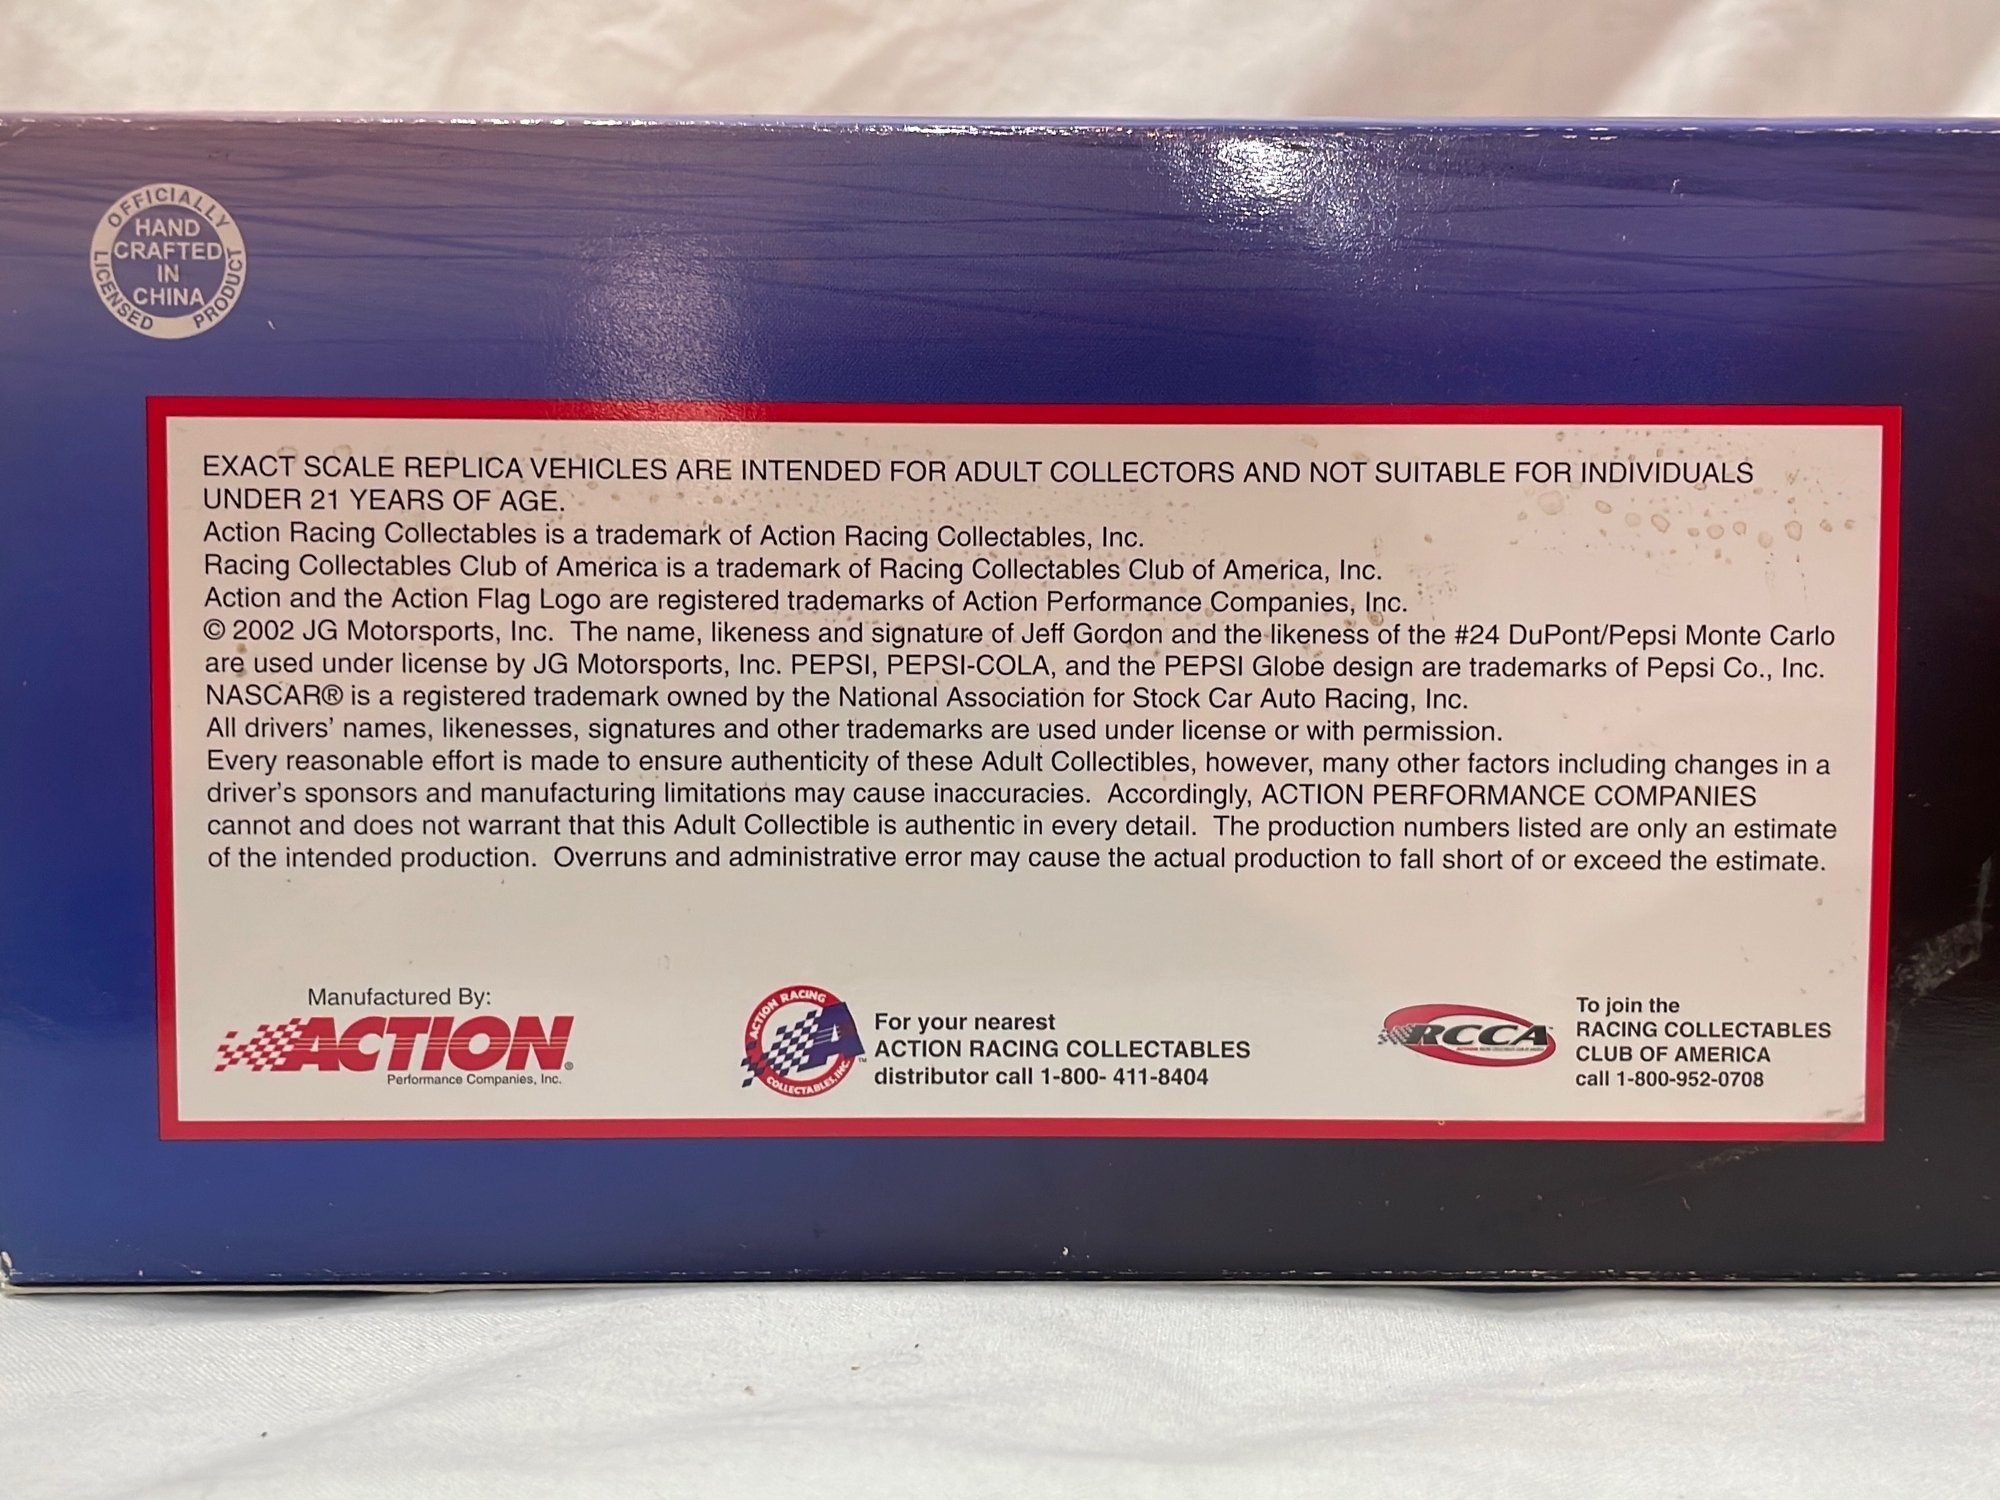 OFFICIALLY LICENSED PRODUCT
HAND
CRAFTED
IN
CHINA
EXACT SCALE REPLICA VEHICLES ARE INTENDED FOR ADULT COLLECTORS AND NOT SUITABLE FOR INDIVIDUALS
UNDER 21 YEARS OF AGE.
Action Racing Collectables is a trademark of Action Racing Collectables, Inc.
Racing Collectables Club of America is a trademark of Racing Collectables Club of America, Inc.
Action and the Action Flag Logo are registered trademarks of Action Performance Companies, Inc.
© 2002 JG Motorsports, Inc. The name, likeness and signature of Jeff Gordon and the likeness of the #24 DuPont/Pepsi Monte Carlo
are used under license by JG Motorsports, Inc. PEPSI, PEPSI-COLA, and the PEPSI Globe design are trademarks of Pepsi Co., Inc.
NASCAR® is a registered trademark owned by the National Association for Stock Car Auto Racing, Inc.
All drivers' names, likenesses, signatures and other trademarks are used under license or with permission.
Every reasonable effort is made to ensure authenticity of these Adult Collectibles, however, many other factors including changes in a
driver's sponsors and manufacturing limitations may cause inaccuracies. Accordingly, ACTION PERFORMANCE COMPANIES
cannot and does not warrant that this Adult Collectible is authentic in every detail. The production numbers listed are only an estimate
of the intended production. Overruns and administrative error may cause the actual production to fall short of or exceed the estimate.
Manufactured By:
ACTION®
Performance Companies, Inc.
ACTION RACING
COLLECTABLES, INC.
A™
For your nearest
ACTION RACING COLLECTABLES
distributor call 1-800- 411-8404
RCCA
To join the
RACING COLLECTABLES
CLUB OF AMERICA
call 1-800-952-0708